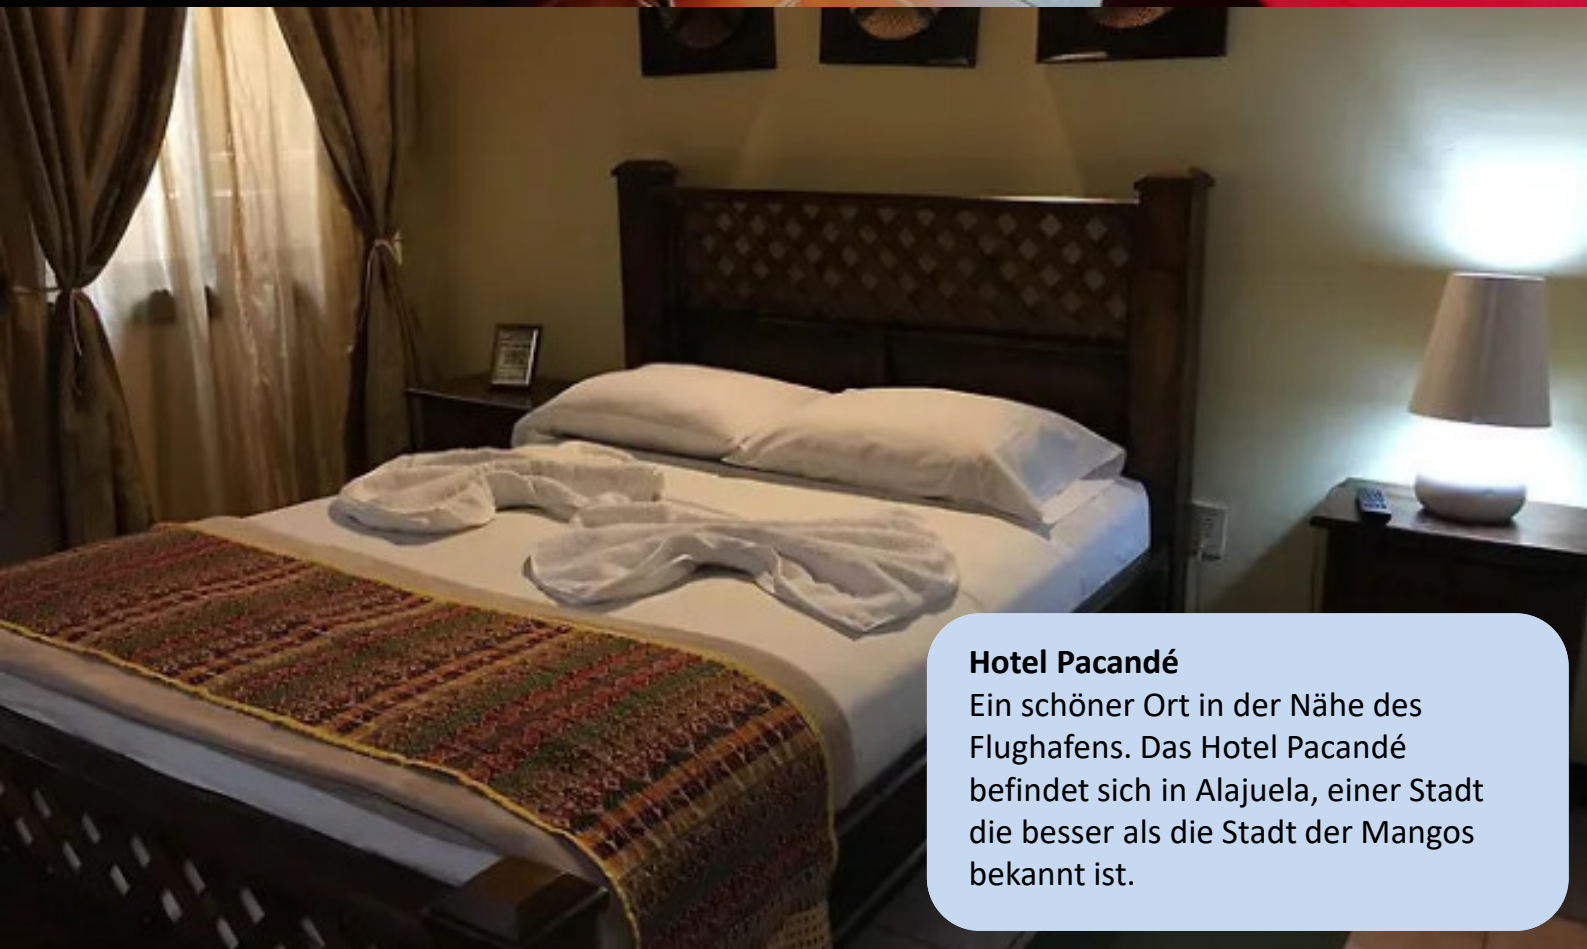 Hotel Pacandé
Ein schöner Ort in der Nähe des
Flughafens. Das Hotel Pacandé
befindet sich in Alajuela, einer Stadt
die besser als die Stadt der Mangos
bekannt ist.